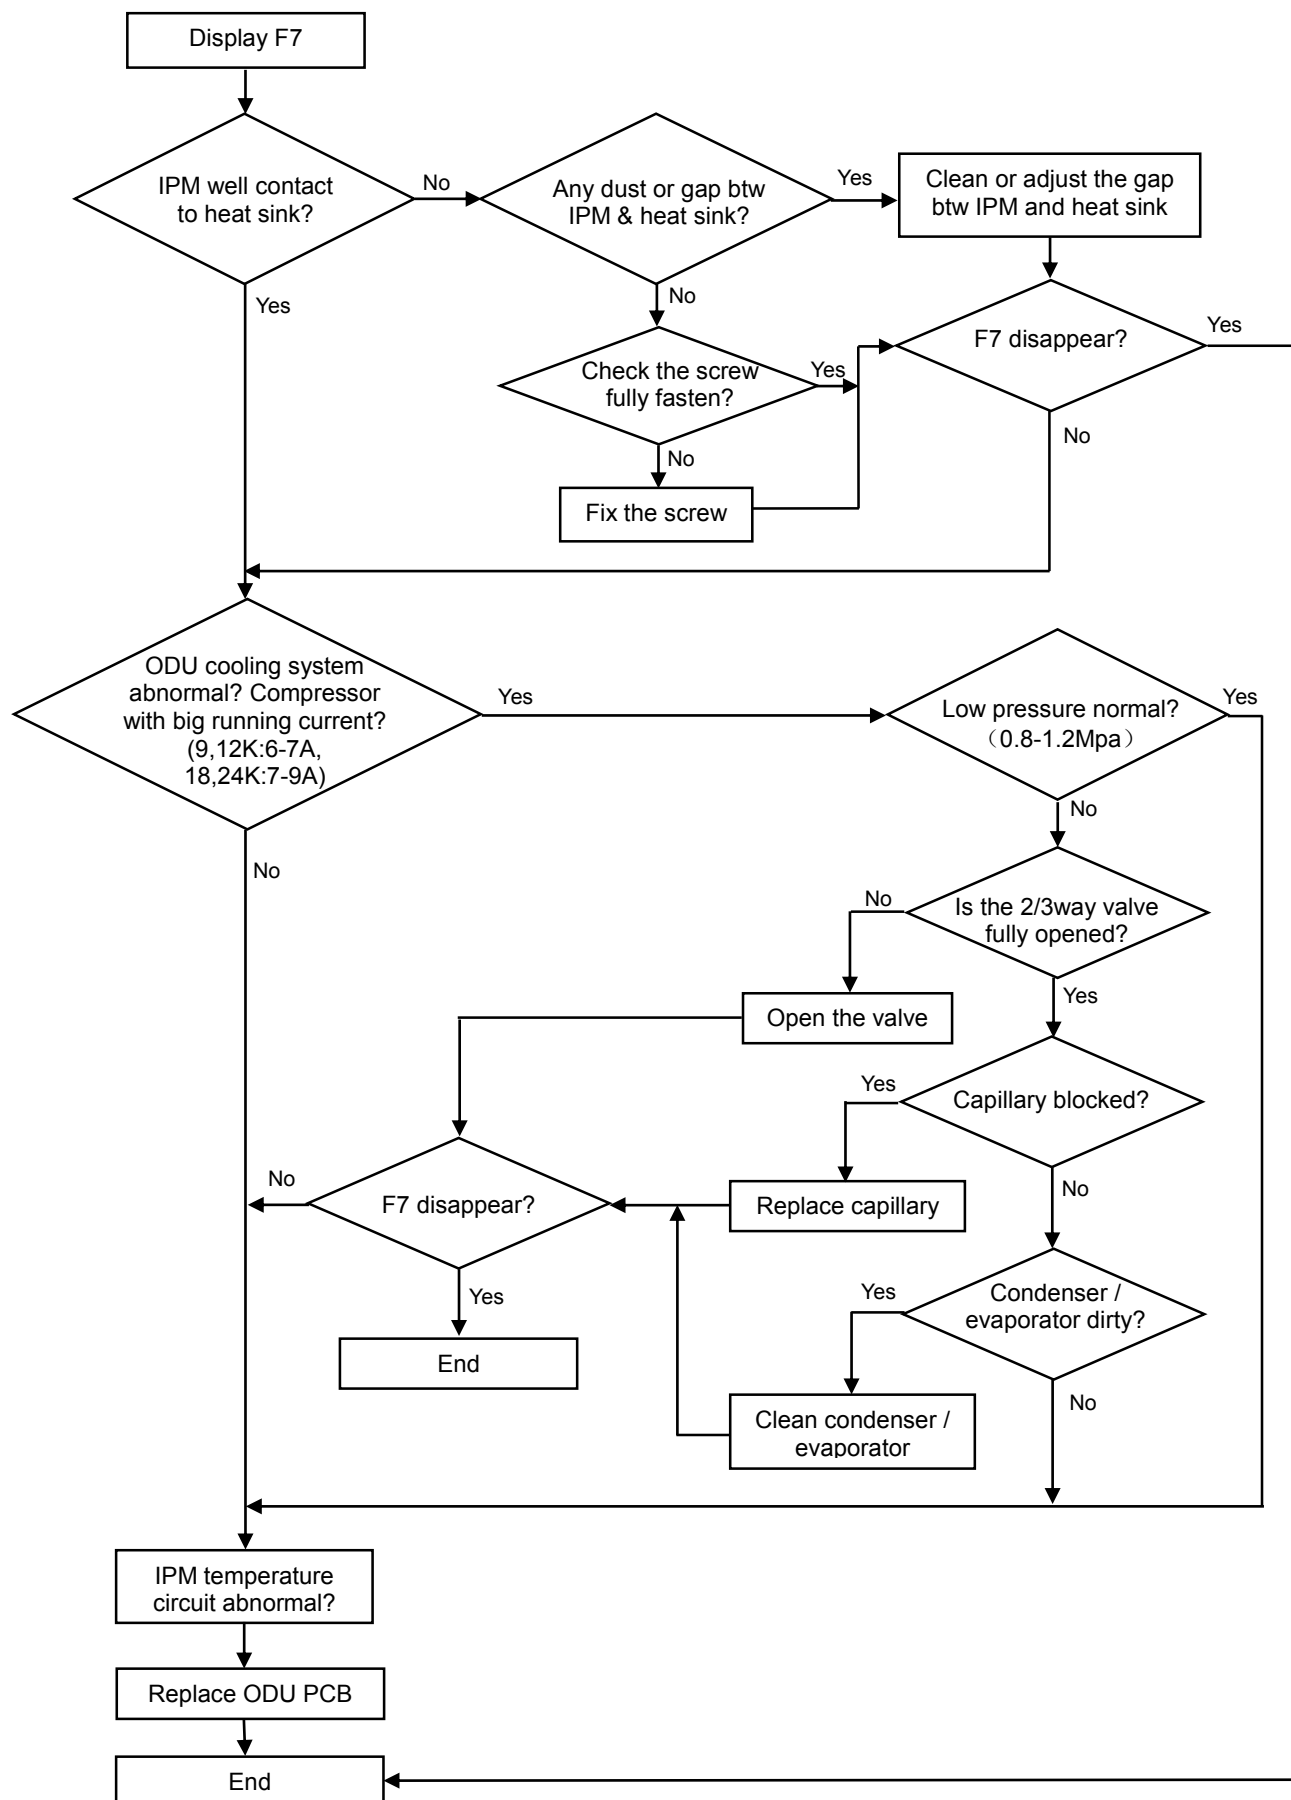 Display F7
IPM well contact
to heat sink?
No
Any dust or gap btw
IPM & heat sink?
Yes
Clean or adjust the gap
btw IPM and heat sink
Yes
No
F7 disappear?
Yes
Check the screw
fully fasten?
Yes
No
No
Fix the screw
ODU cooling system
abnormal? Compressor
with big running current?
(9,12K:6-7A,
18,24K:7-9A)
Yes
Low pressure normal?
（0.8-1.2Mpa）
Yes
No
No
No
Is the 2/3way valve
fully opened?
Yes
Open the valve
Yes
Capillary blocked?
No
F7 disappear?
Replace capillary
No
Yes
Yes
Condenser /
evaporator dirty?
End
No
Clean condenser /
evaporator
IPM temperature
circuit abnormal?
Replace ODU PCB
End